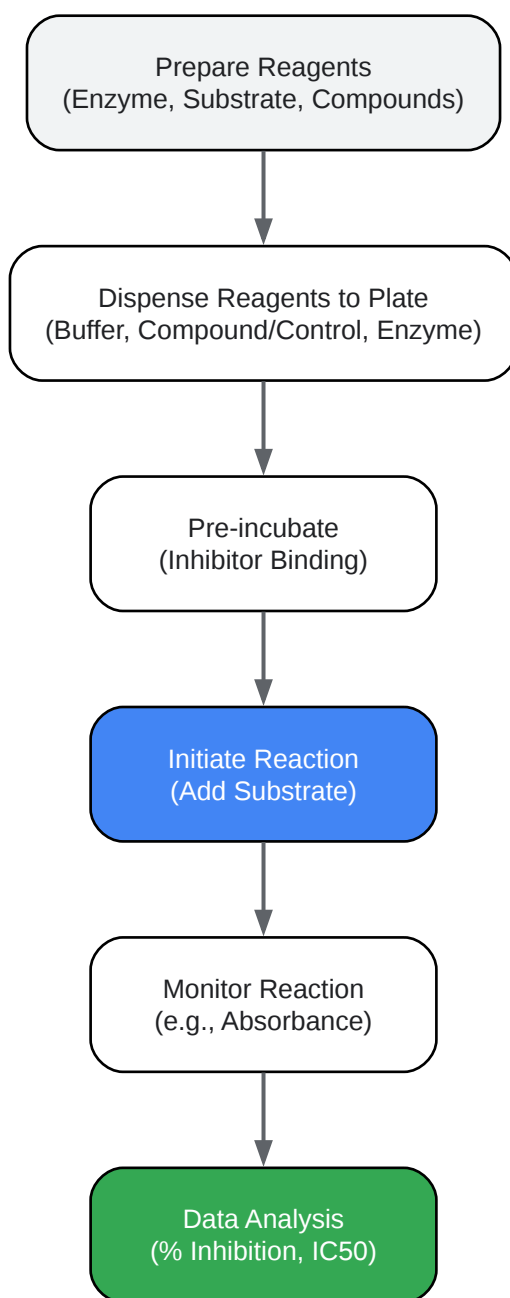 Prepare Reagents
(Enzyme, Substrate, Compounds)
Dispense Reagents to Plate
(Buffer, Compound/Control, Enzyme)
Pre-incubate
(Inhibitor Binding)
Initiate Reaction
(Add Substrate)
Monitor Reaction
(e.g., Absorbance)
Data Analysis
(% Inhibition, IC50)